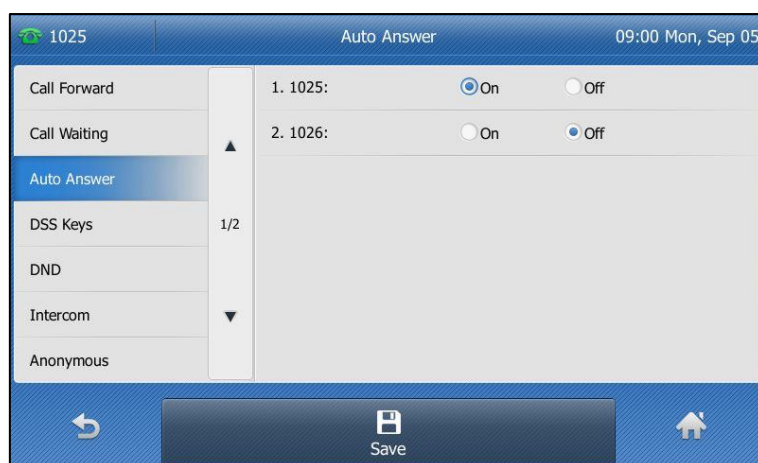 1025 Auto Answer 09:00 Mon, Sep 05
Call Forward 1. 1025: On Off
Call Waiting 2. 1026: On Off
Auto Answer
DSS Keys 1/2
DND
Intercom
Anonymous
Save